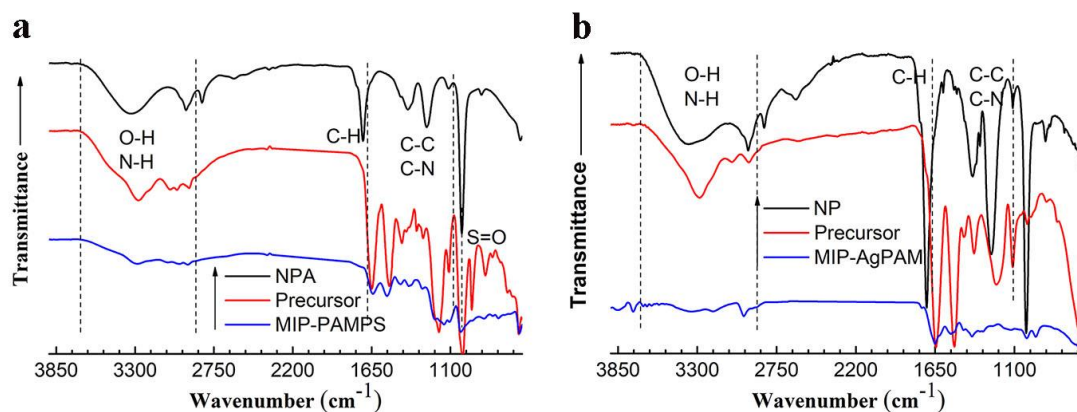 a
Transmittance
O-H
N-H
C-H
C-C
C-N
S=O
NPA
Precursor
MIP-PAMPS
3850 3300 2750 2200 1650 1100
Wavenumber (cm-1)
b
Transmittance
O-H
N-H
C-H
C-C
C-N
NP
Precursor
MIP-AgPAM
3850 3300 2750 2200 1650 1100
Wavenumber (cm-1)